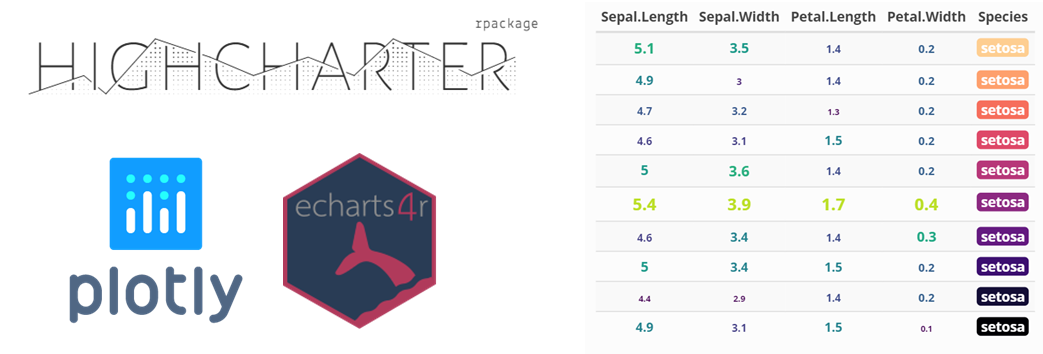 rpackage
HIGHCHARTER
plotly
echarts4r
Sepal.Length Sepal.Width Petal.Length Petal.Width Species
5.1 3.5 1.4 0.2 setosa
4.9 3 1.4 0.2 setosa
4.7 3.2 1.3 0.2 setosa
4.6 3.1 1.5 0.2 setosa
5 3.6 1.4 0.2 setosa
5.4 3.9 1.7 0.4 setosa
4.6 3.4 1.4 0.3 setosa
5 3.4 1.5 0.2 setosa
4.4 2.9 1.4 0.2 setosa
4.9 3.1 1.5 0.1 setosa